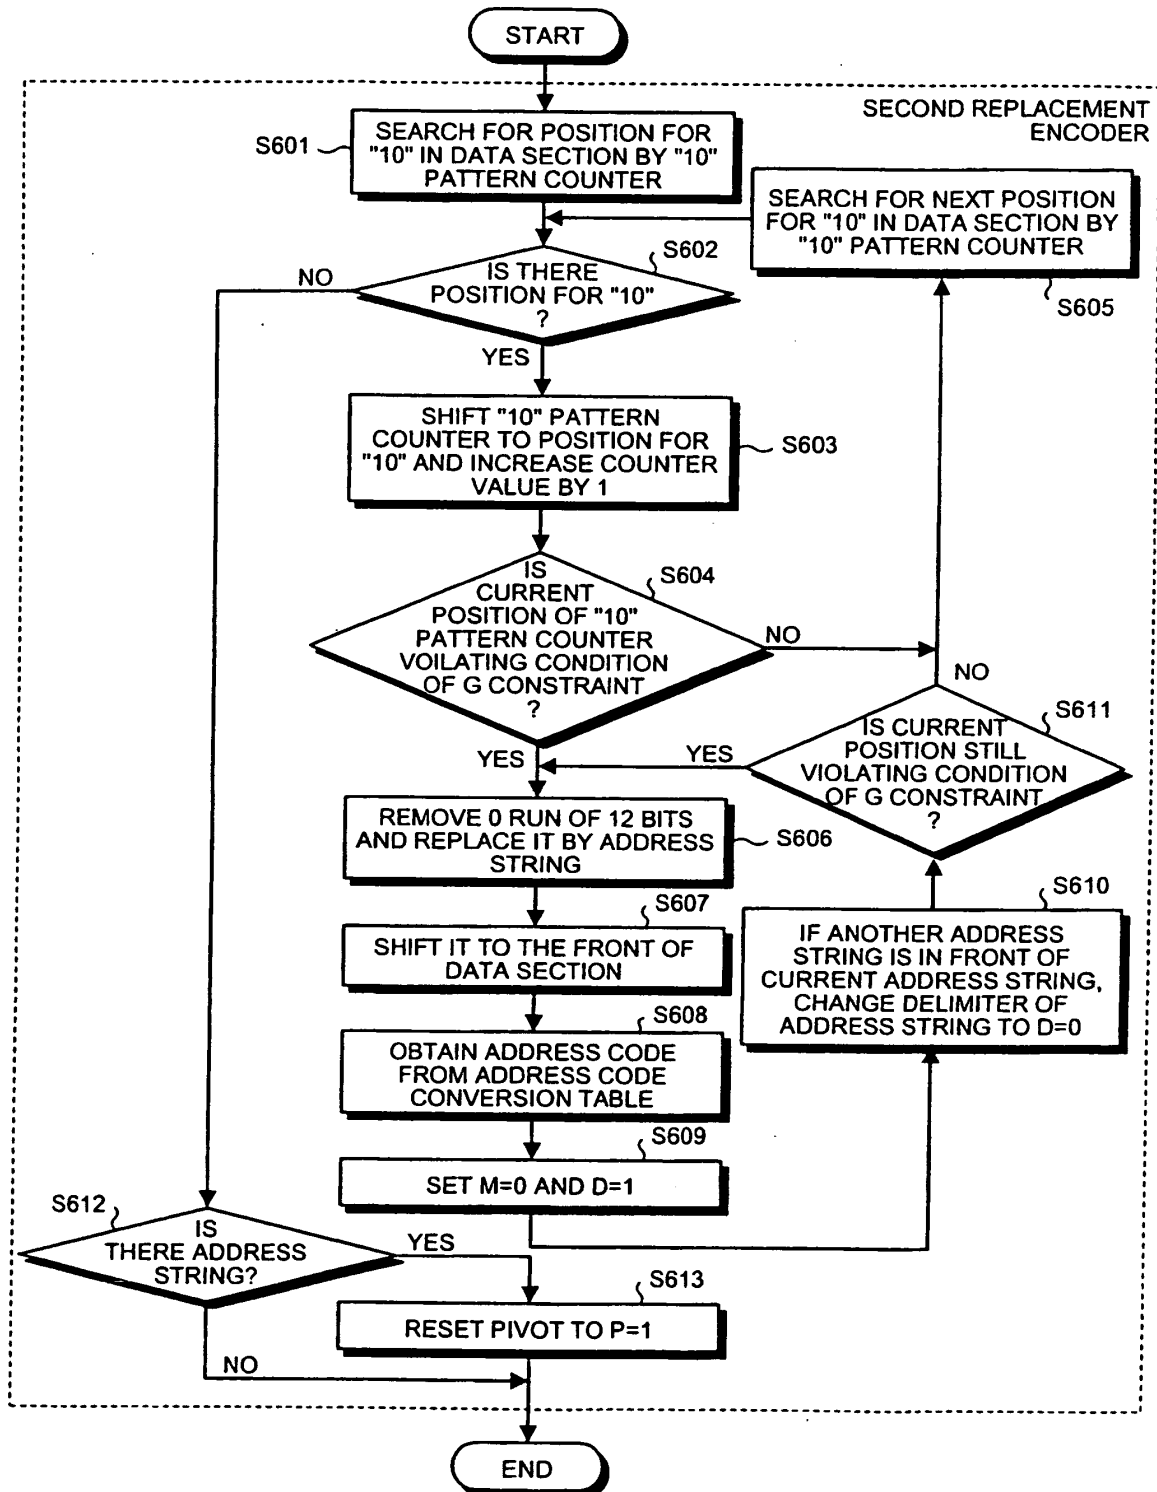 START
SECOND REPLACEMENT
ENCODER
S601
SEARCH FOR POSITION FOR
"10" IN DATA SECTION BY "10"
PATTERN COUNTER
SEARCH FOR NEXT POSITION
FOR "10" IN DATA SECTION BY
"10" PATTERN COUNTER
S605
S602
IS THERE
POSITION FOR "10"
?
NO
YES
SHIFT "10" PATTERN
COUNTER TO POSITION FOR
"10" AND INCREASE COUNTER
VALUE BY 1
S603
S604
IS
CURRENT
POSITION OF "10"
PATTERN COUNTER
VOILATING CONDITION
OF G CONSTRAINT
?
NO
YES
NO
S611
IS CURRENT
POSITION STILL
VIOLATING CONDITION
OF G CONSTRAINT
?
YES
REMOVE 0 RUN OF 12 BITS
AND REPLACE IT BY ADDRESS
STRING
S606
S607
SHIFT IT TO THE FRONT OF
DATA SECTION
S610
IF ANOTHER ADDRESS
STRING IS IN FRONT OF
CURRENT ADDRESS STRING,
CHANGE DELIMITER OF
ADDRESS STRING TO D=0
S608
OBTAIN ADDRESS CODE
FROM ADDRESS CODE
CONVERSION TABLE
S609
SET M=0 AND D=1
S612
IS
THERE ADDRESS
STRING?
YES
S613
RESET PIVOT TO P=1
NO
END